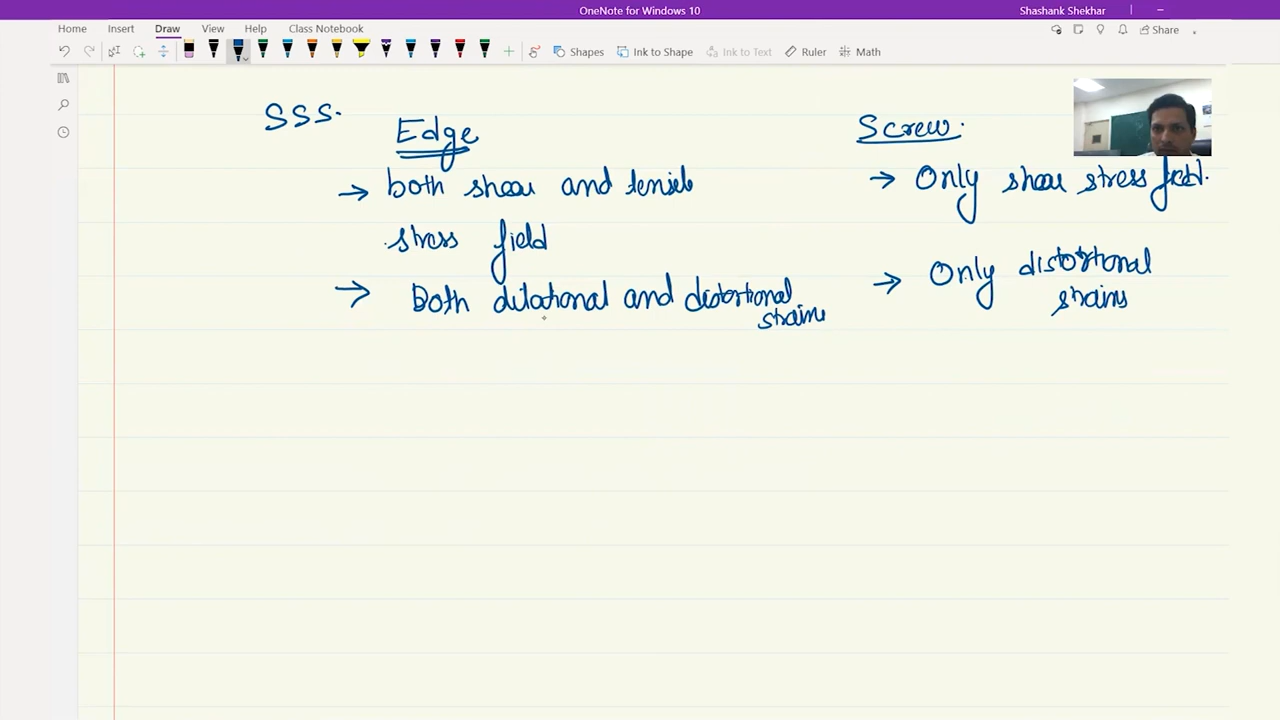 OneNote for Windows 10
Shashank Shekhar
Home Insert Draw View Help Class Notebook
Share
Shapes Ink to Shape Ink to Text Ruler Math
SSS.
Edge
Screw.
→ both shear and tensile
stress field
→ Only shear stress field.
→ Both dilational and distortional
strains
→ Only distortional
strains